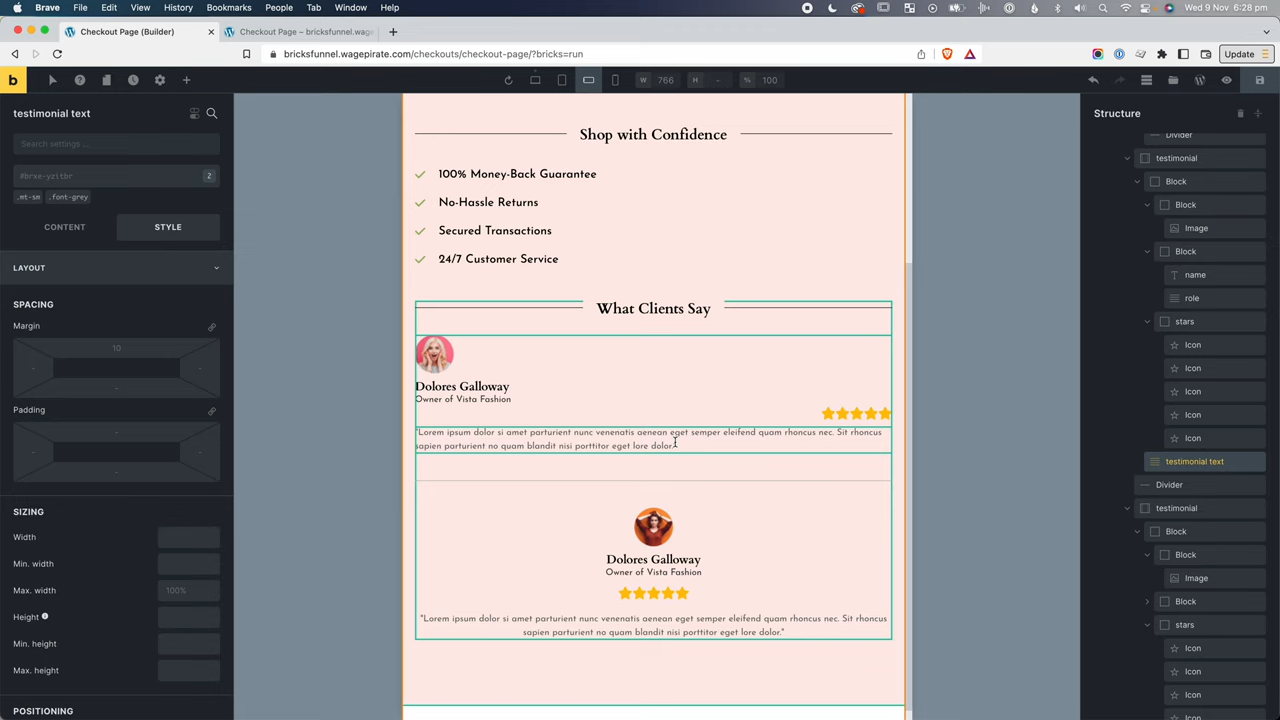 Brave File Edit View History Bookmarks People Tab Window Help
Wed 9 Nov 6:28 pm
Checkout Page (Builder)
Checkout Page – bricksfunnel.wage
bricksfunnel.wagepirate.com/checkouts/checkout-page/?bricks=run
Update
b
W 766 H - % 100
testimonial text
Search settings ...
#brxe-yzitbr
2
.mt-sm .font-grey
CONTENT
STYLE
LAYOUT
SPACING
Margin
10
-
-
-
Padding
-
-
-
-
SIZING
Width
Min. width
Max. width
100%
Height
Min. height
Max. height
POSITIONING
Shop with Confidence
100% Money-Back Guarantee
No-Hassle Returns
Secured Transactions
24/7 Customer Service
What Clients Say
Dolores Galloway
Owner of Vista Fashion
"Lorem ipsum dolor si amet parturient nunc venenatis aenean eget semper eleifend quam rhoncus nec. Sit rhoncus
sapien parturient no quam blandit nisi porttitor eget lore dolor."
Dolores Galloway
Owner of Vista Fashion
"Lorem ipsum dolor si amet parturient nunc venenatis aenean eget semper eleifend quam rhoncus nec. Sit rhoncus
sapien parturient no quam blandit nisi porttitor eget lore dolor."
Structure
Divider
testimonial
Block
Block
Image
Block
name
role
stars
Icon
Icon
Icon
Icon
Icon
testimonial text
Divider
testimonial
Block
Block
Image
Block
stars
Icon
Icon
Icon
Icon